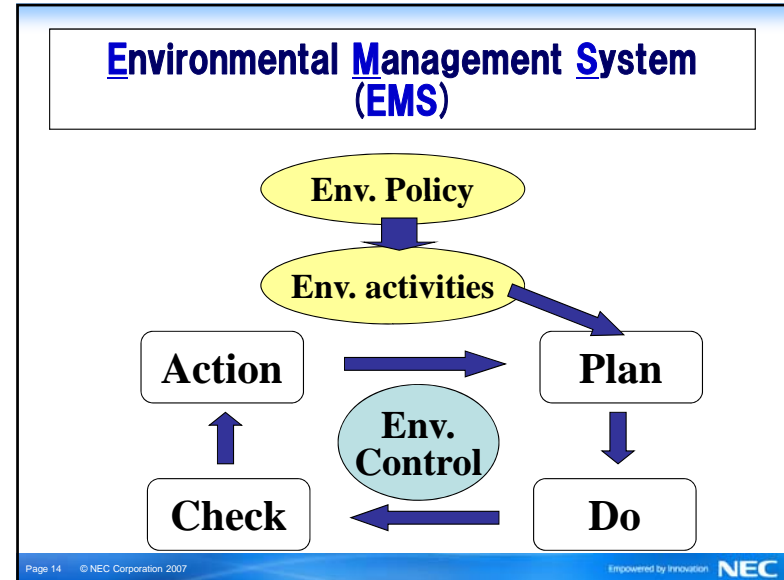 Environmental Management System
(EMS)
Env. Policy
Env. activities
Action
Plan
Env.
Control
Check
Do
Page 14 © NEC Corporation 2007
Empowered by Innovation NEC